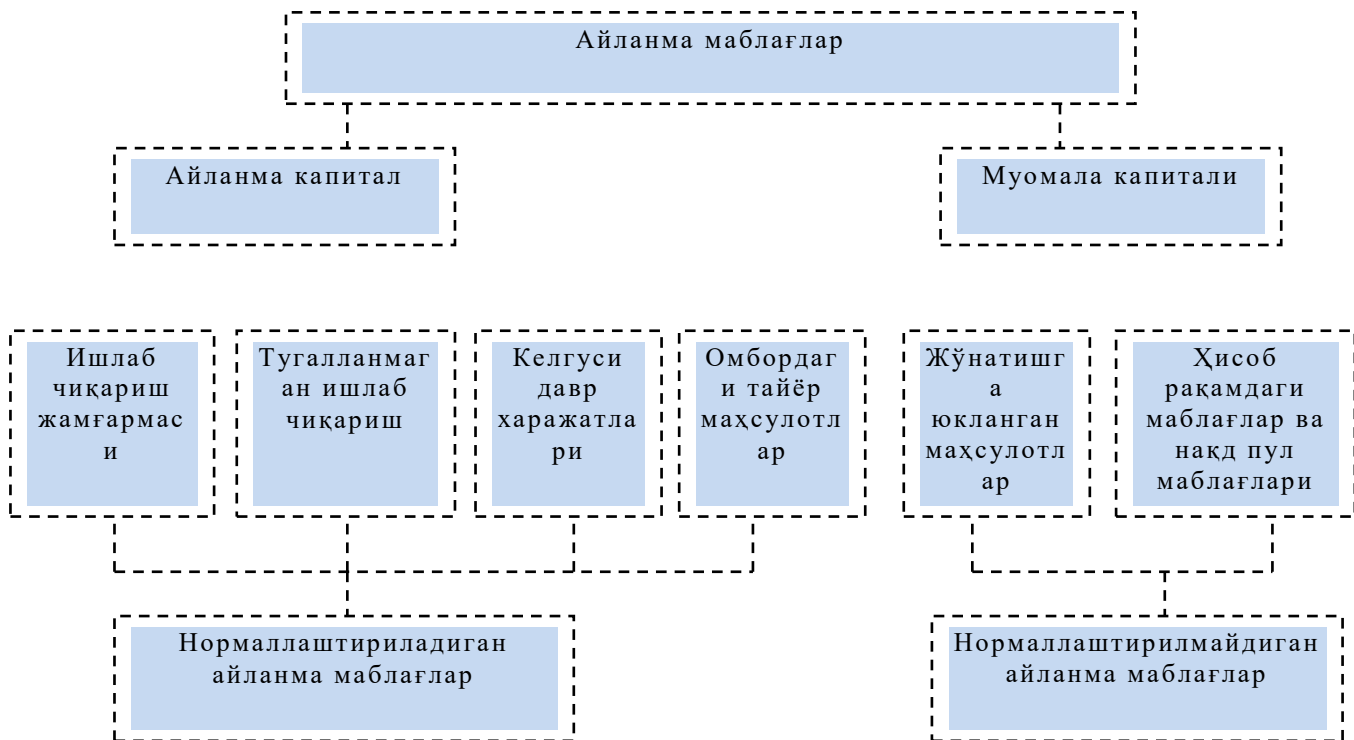 Айланма маблағлар
Айланма капитал
Муомала капитали
Ишлаб
чиқариш
жамғармас
и
Тугалланмаг
ан ишлаб
чиқариш
Келгуси
давр
харажатла
ри
Омбордаг
и тайёр
маҳсулотл
ар
Жўнатишг
а
юкланган
маҳсулотл
ар
Ҳисоб
рақамдаги
маблағлар ва
нақд пул
маблағлари
Нормаллаштириладиган
айланма маблағлар
Нормаллаштирилмайдиган
айланма маблағлар